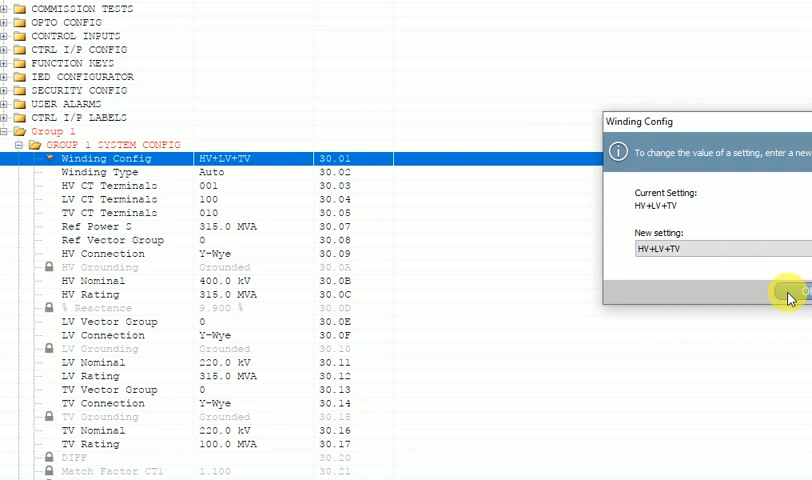 COMMISSION TESTS
OPTO CONFIG
CONTROL INPUTS
CTRL I/P CONFIG
FUNCTION KEYS
IED CONFIGURATOR
SECURITY CONFIG
USER ALARMS
CTRL I/P LABELS
Group 1
GROUP 1 SYSTEM CONFIG
Winding Config HV+LV+TV 30.01
Winding Type Auto 30.02
HV CT Terminals 001 30.03
LV CT Terminals 100 30.04
TV CT Terminals 010 30.05
Ref Power S 315.0 MVA 30.07
Ref Vector Group 0 30.08
HV Connection Y-Wye 30.09
HV Grounding Grounded 30.0A
HV Nominal 400.0 kV 30.0B
HV Rating 315.0 MVA 30.0C
% Reactance 9.900 % 30.0D
LV Vector Group 0 30.0E
LV Connection Y-Wye 30.0F
LV Grounding Grounded 30.10
LV Nominal 220.0 kV 30.11
LV Rating 315.0 MVA 30.12
TV Vector Group 0 30.13
TV Connection Y-Wye 30.14
TV Grounding Grounded 30.15
TV Nominal 220.0 kV 30.16
TV Rating 100.0 MVA 30.17
DIFF 30.20
Match Factor CT1 1.100 30.21
Winding Config
To change the value of a setting, enter a new
Current Setting:
HV+LV+TV
New setting:
HV+LV+TV